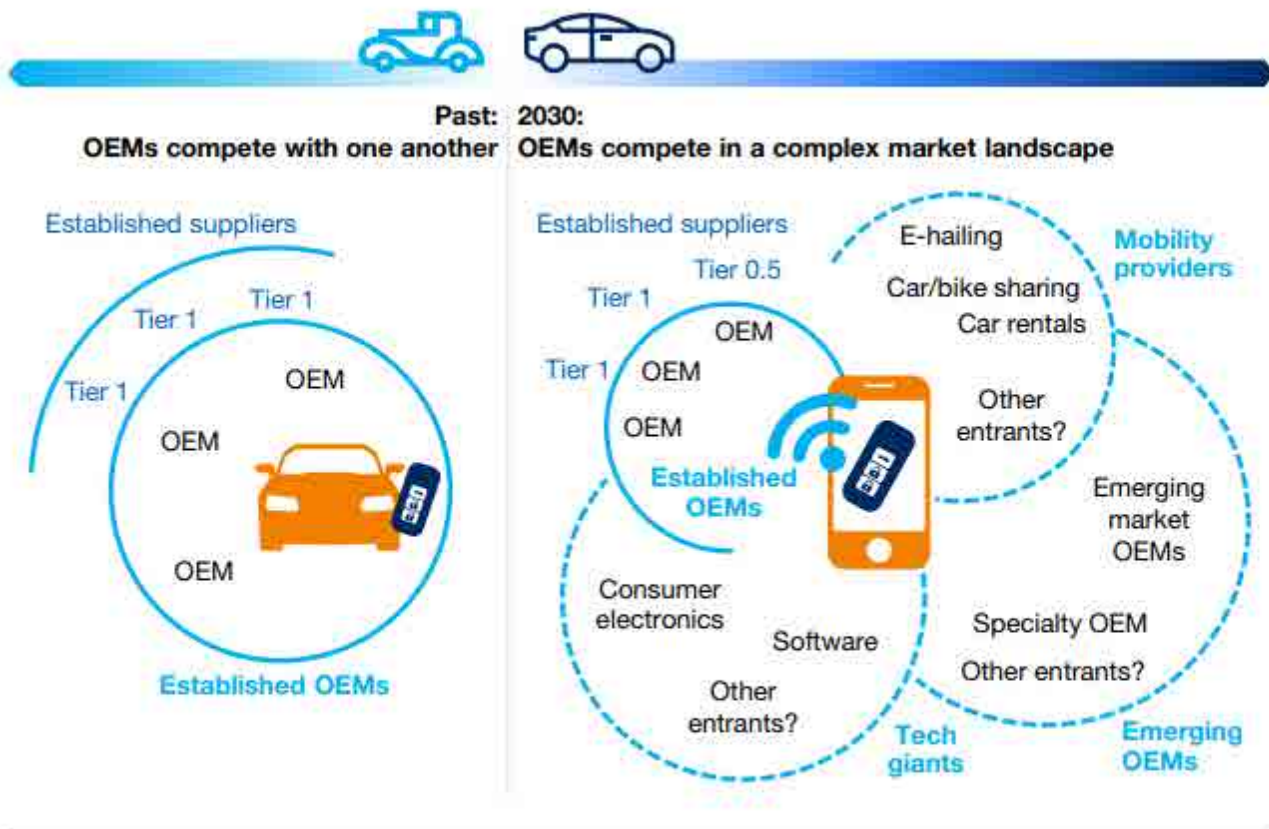 Past:
OEMs compete with one another
2030:
OEMs compete in a complex market landscape
Established suppliers
Tier 1
Tier 1
Tier 1
OEM
OEM
OEM
Established OEMs
Established suppliers
Tier 0.5
Tier 1
Tier 1
OEM
OEM
OEM
Established
OEMs
E-hailing
Car/bike sharing
Car rentals
Other
entrants?
Mobility
providers
Emerging
market
OEMs
Specialty OEM
Other entrants?
Emerging
OEMs
Consumer
electronics
Software
Other
entrants?
Tech
giants